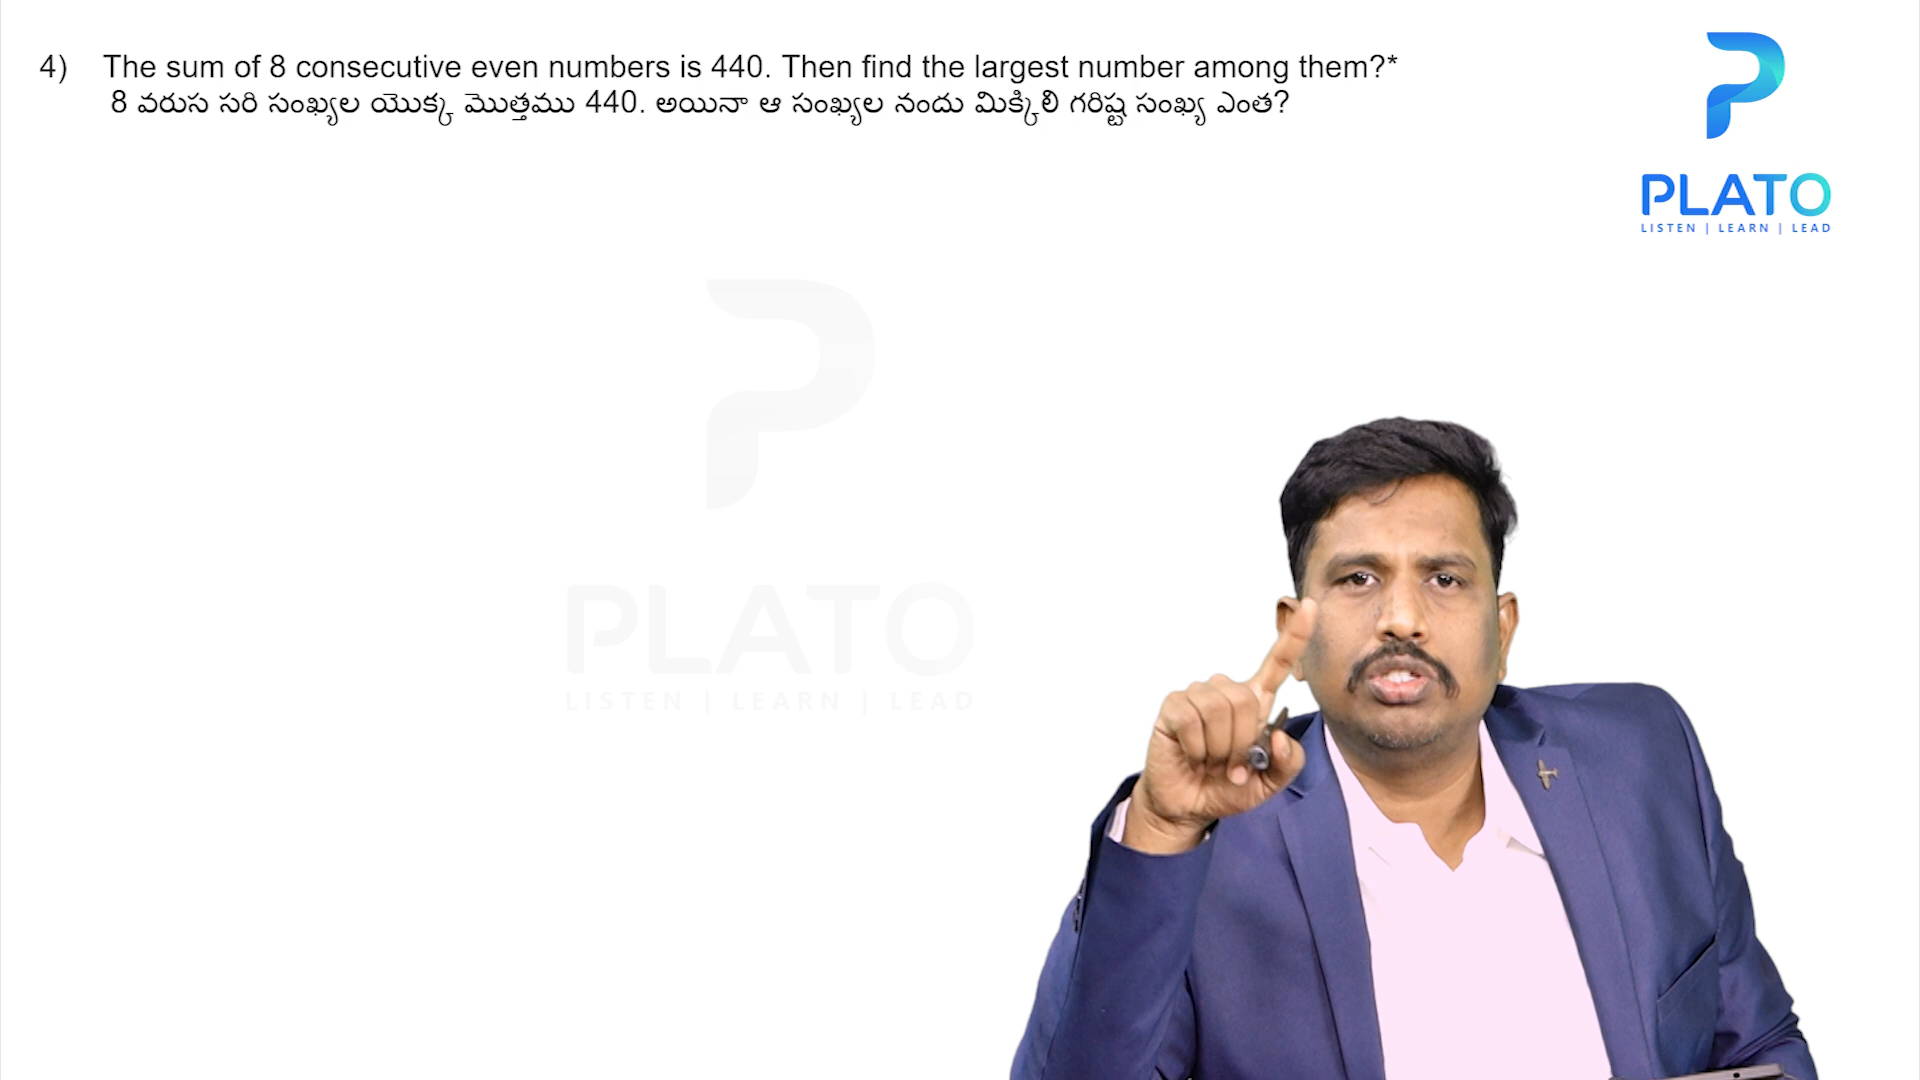 4) The sum of 8 consecutive even numbers is 440. Then find the largest number among them?*
8 వరుస సరి సంఖ్యల యొక్క మొత్తము 440. అయినా ఆ సంఖ్యల నందు మిక్కిలి గరిష్ట సంఖ్య ఎంత?
PLATO
LISTEN | LEARN | LEAD
PLATO
LISTEN | LEARN | LEAD